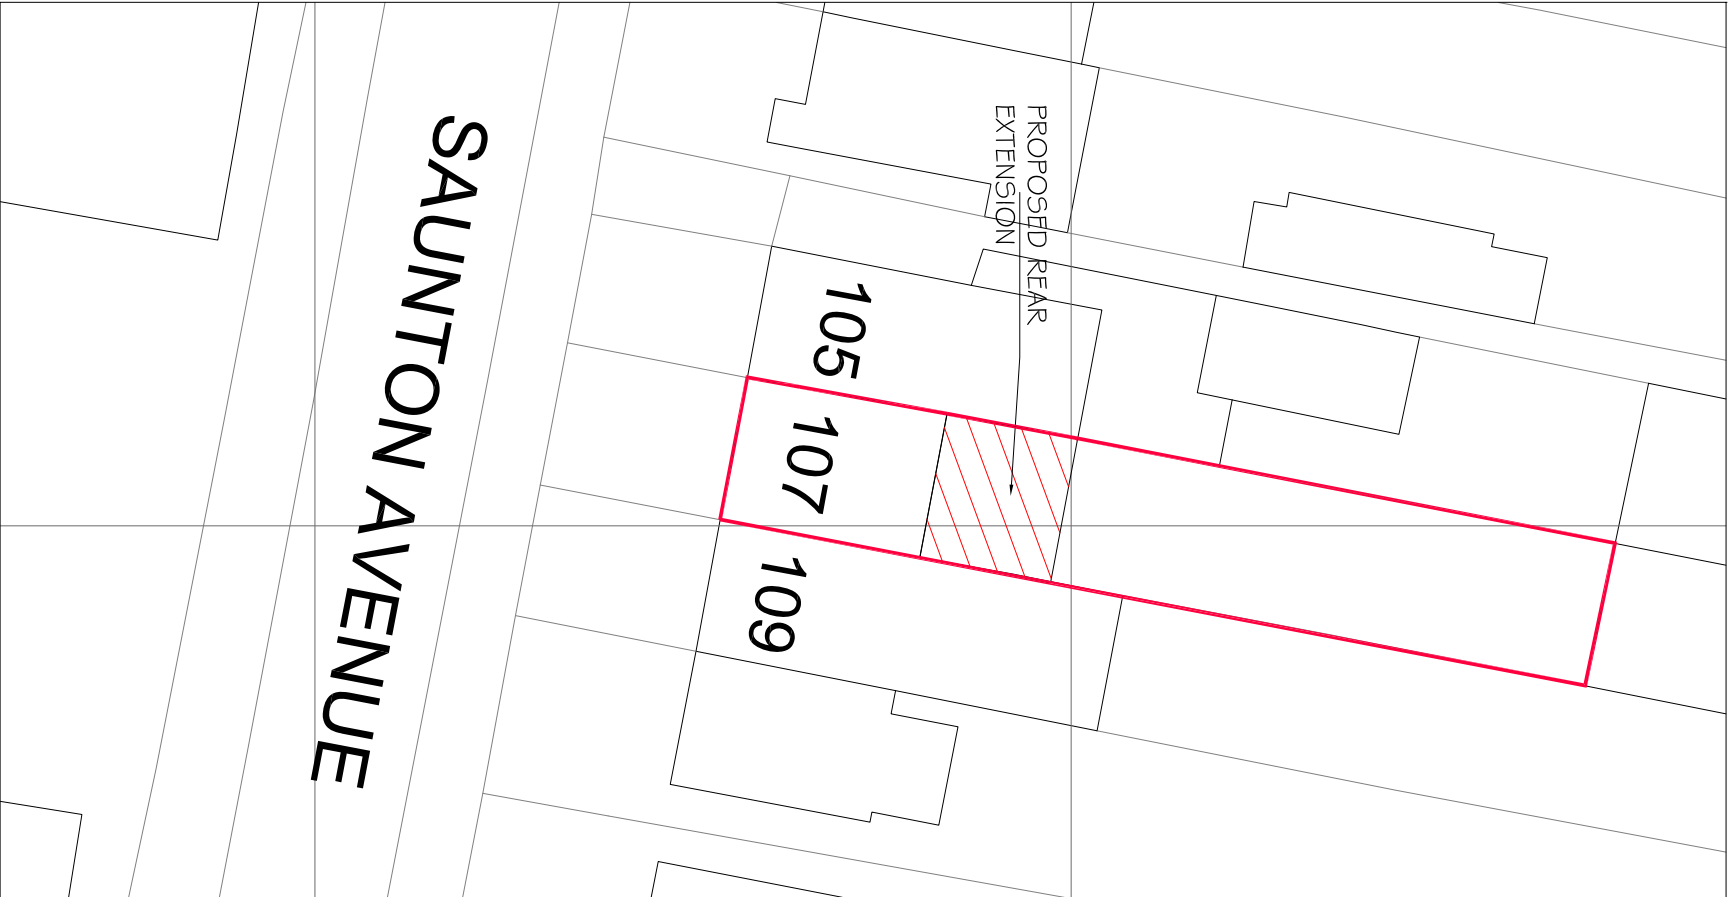 SAUNTON AVENUE
PROPOSED REAR
EXTENSION
105
107
109